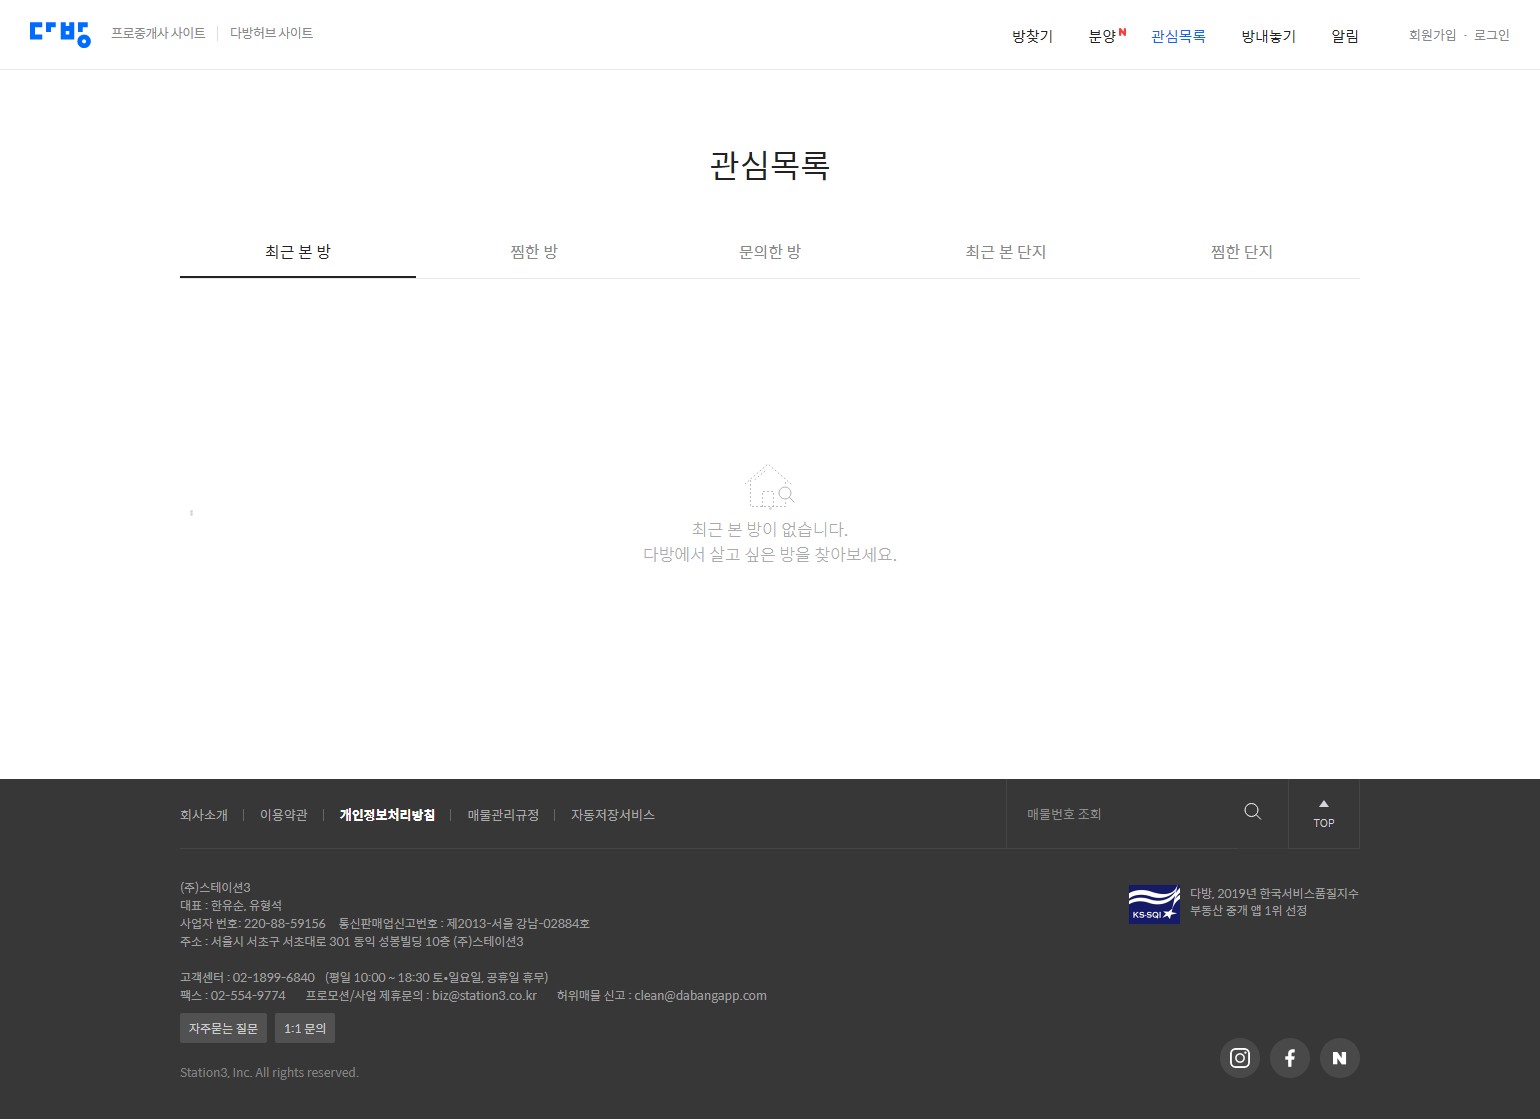 다방
프로중개사 사이트 다방허브 사이트
방찾기 분양 N 관심목록 방내놓기 알림 회원가입 · 로그인
관심목록
최근 본 방 찜한 방 문의한 방 최근 본 단지 찜한 단지
최근 본 방이 없습니다.
다방에서 살고 싶은 방을 찾아보세요.
회사소개 이용약관 개인정보처리방침 매물관리규정 자동저장서비스
매물번호 조회
TOP
(주)스테이션3
대표 : 한유순, 유형석
사업자 번호: 220-88-59156 통신판매업신고번호 : 제2013-서울 강남-02884호
주소 : 서울시 서초구 서초대로 301 동익 성봉빌딩 10층 (주)스테이션3
KS-SQI
다방, 2019년 한국서비스품질지수
부동산 중개 앱 1위 선정
고객센터 : 02-1899-6840 (평일 10:00 ~ 18:30 토•일요일, 공휴일 휴무)
팩스 : 02-554-9774 프로모션/사업 제휴문의 : biz@station3.co.kr 허위매물 신고 : clean@dabangapp.com
자주묻는 질문 1:1 문의
Station3, Inc. All rights reserved.